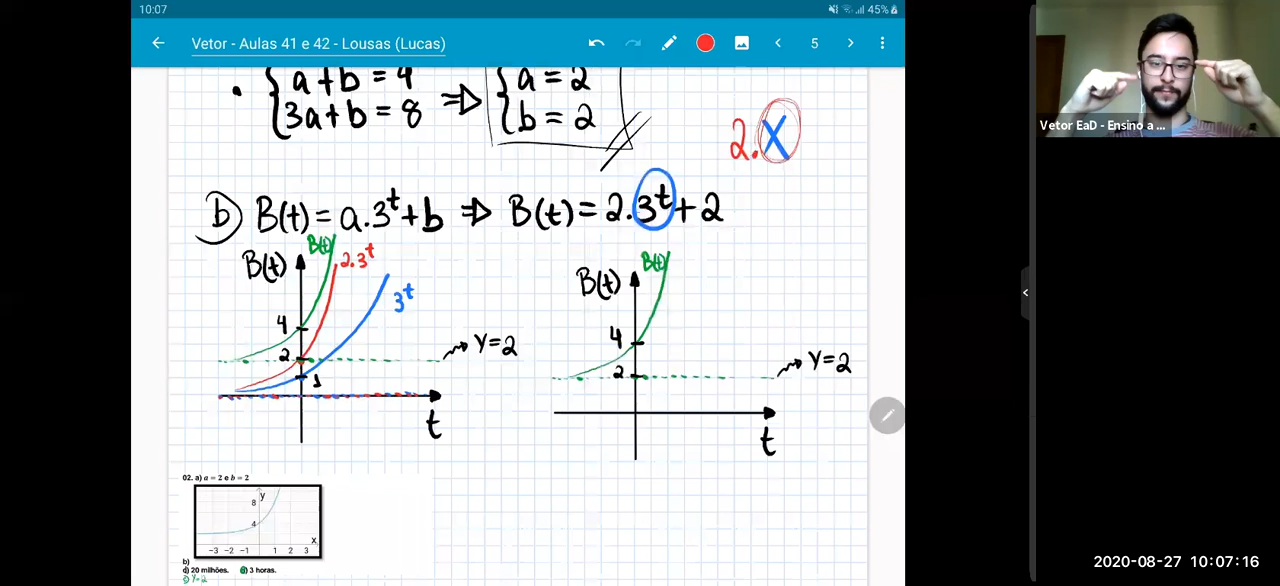 10:07
45%
Vetor - Aulas 41 e 42 - Lousas (Lucas)
5
a + b = 4
3a + b = 8
⇒
a = 2
b = 2
2.X
Vetor EaD - Ensino a ...
b) B(t) = a.3^t + b ⇒ B(t) = 2.3^t + 2
B(t)
B(t)
2.3^t
3^t
4
2
1
Y=2
t
B(t)
B(t)
4
2
Y=2
t
02. a) a = 2 e b = 2
y
8
4
x
-3 -2 -1 1 2 3
b)
d) 20 milhões. 3 horas.
Y=2
2020-08-27 10:07:16